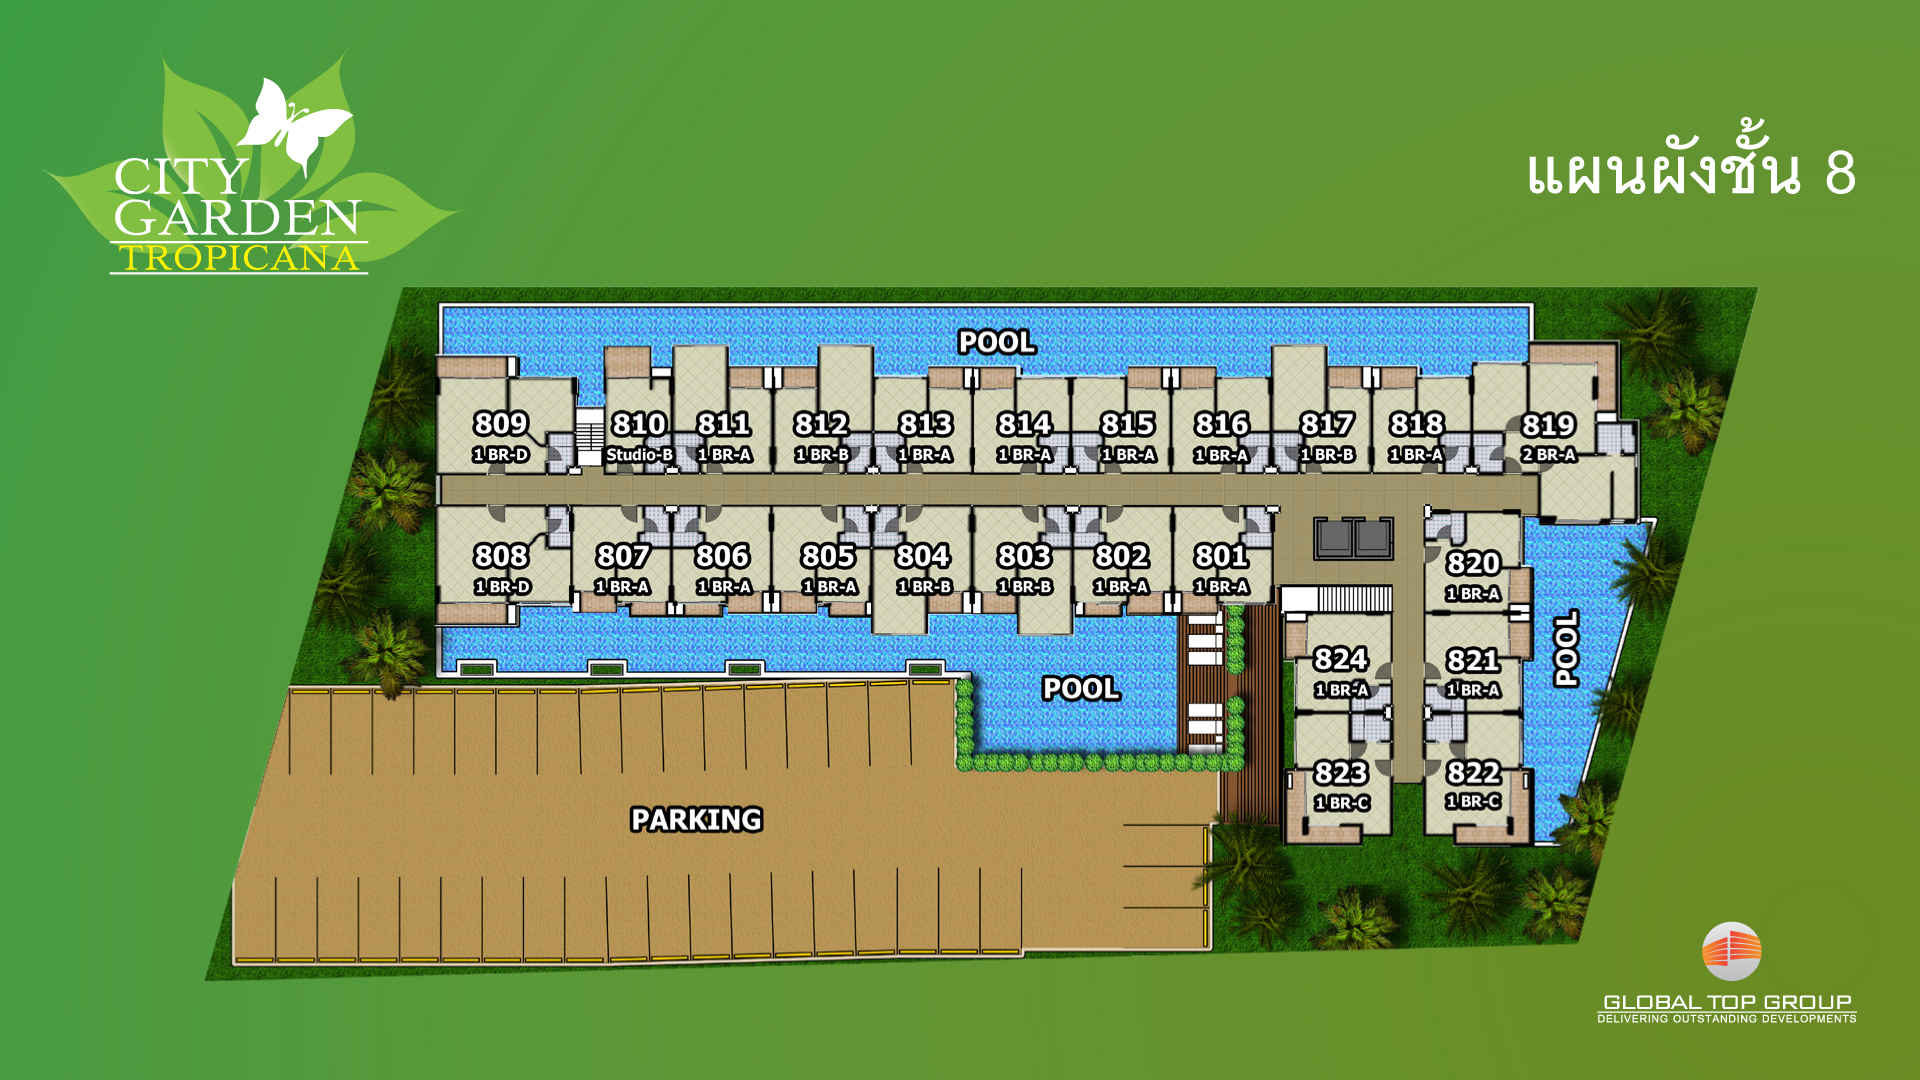 CITY
GARDEN
TROPICANA
แผนผังชั้น 8
POOL
809
1 BR-D
810
Studio-B
811
1 BR-A
812
1 BR-B
813
1 BR-A
814
1 BR-A
815
1 BR-A
816
1 BR-A
817
1 BR-B
818
1 BR-A
819
2 BR-A
808
1 BR-D
807
1 BR-A
806
1 BR-A
805
1 BR-A
804
1 BR-B
803
1 BR-B
802
1 BR-A
801
1 BR-A
820
1 BR-A
824
1 BR-A
821
1 BR-A
POOL
POOL
823
1 BR-C
822
1 BR-C
PARKING
GLOBAL TOP GROUP
DELIVERING OUTSTANDING DEVELOPMENTS